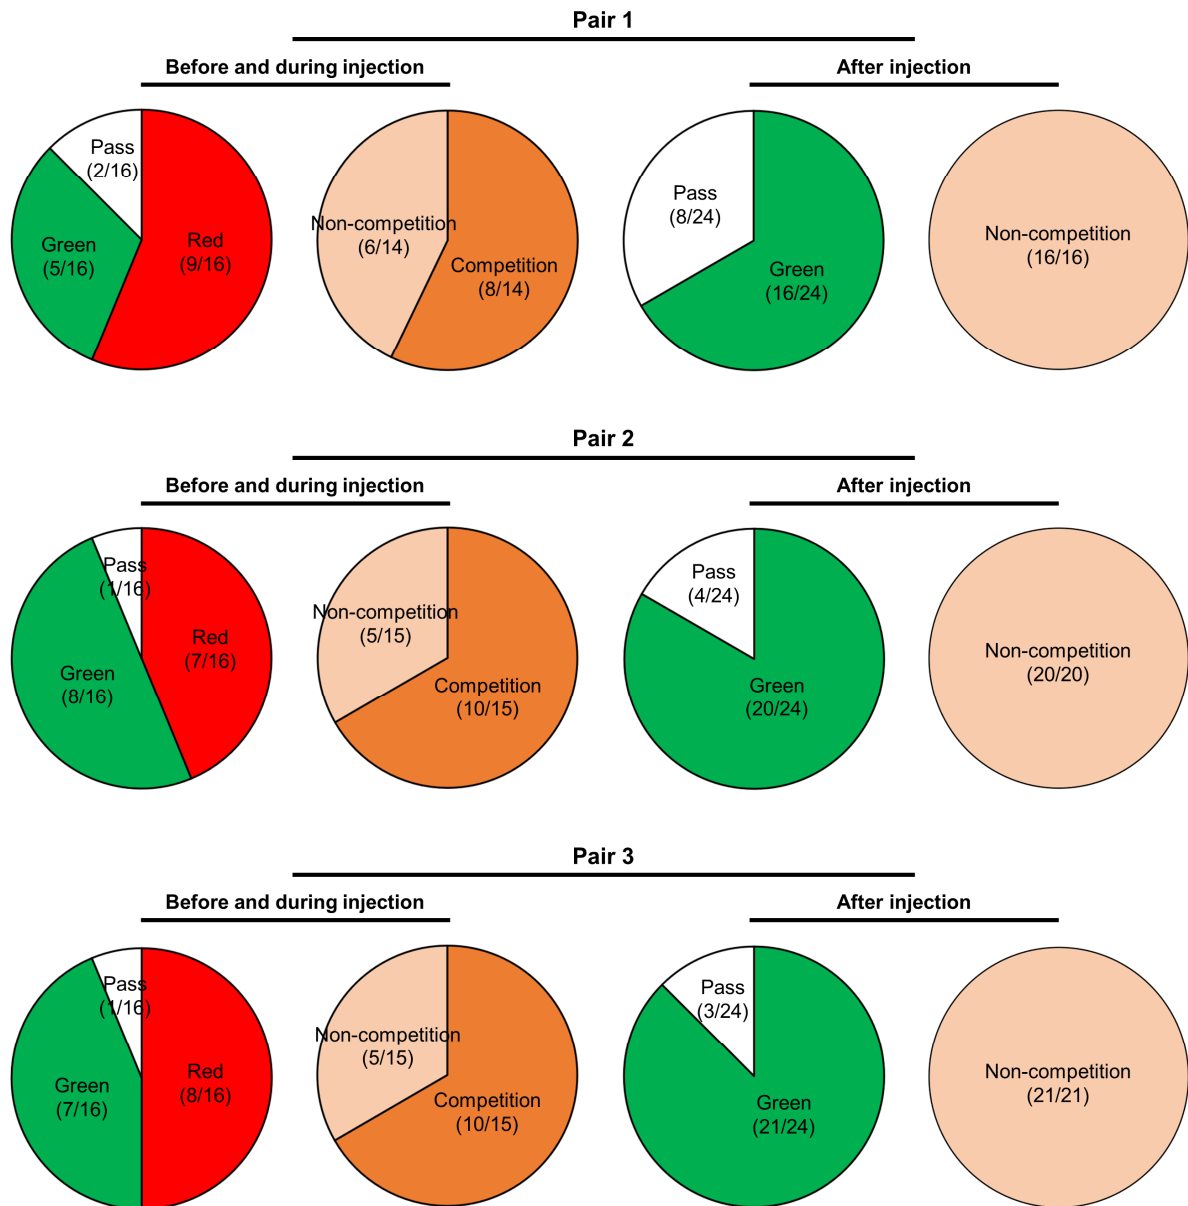 Pair 1
Before and during injection
After injection
Pass
(2/16)
Green
(5/16)
Red
(9/16)
Non-competition
(6/14)
Competition
(8/14)
Pass
(8/24)
Green
(16/24)
Non-competition
(16/16)
Pair 2
Before and during injection
After injection
Pass
(1/16)
Green
(8/16)
Red
(7/16)
Non-competition
(5/15)
Competition
(10/15)
Pass
(4/24)
Green
(20/24)
Non-competition
(20/20)
Pair 3
Before and during injection
After injection
Pass
(1/16)
Green
(7/16)
Red
(8/16)
Non-competition
(5/15)
Competition
(10/15)
Pass
(3/24)
Green
(21/24)
Non-competition
(21/21)